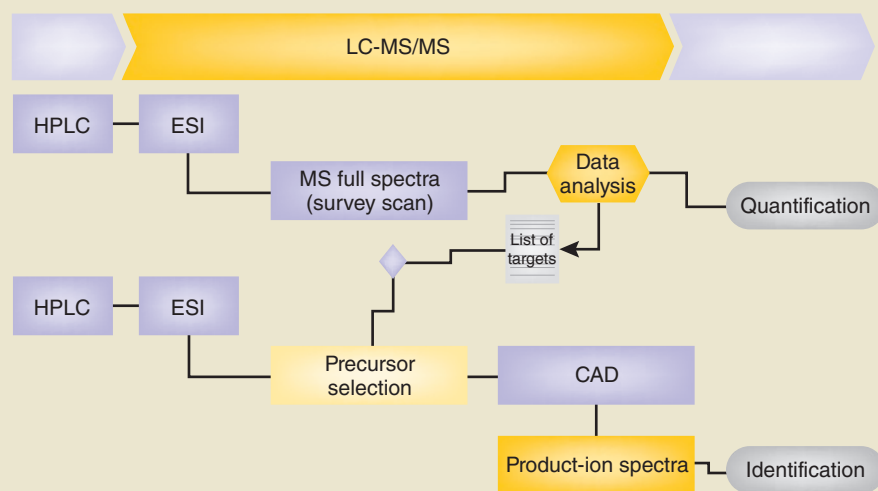 LC-MS/MS
HPLC
ESI
MS full spectra
(survey scan)
Data
analysis
Quantification
List of
targets
HPLC
ESI
Precursor
selection
CAD
Product-ion spectra
Identification